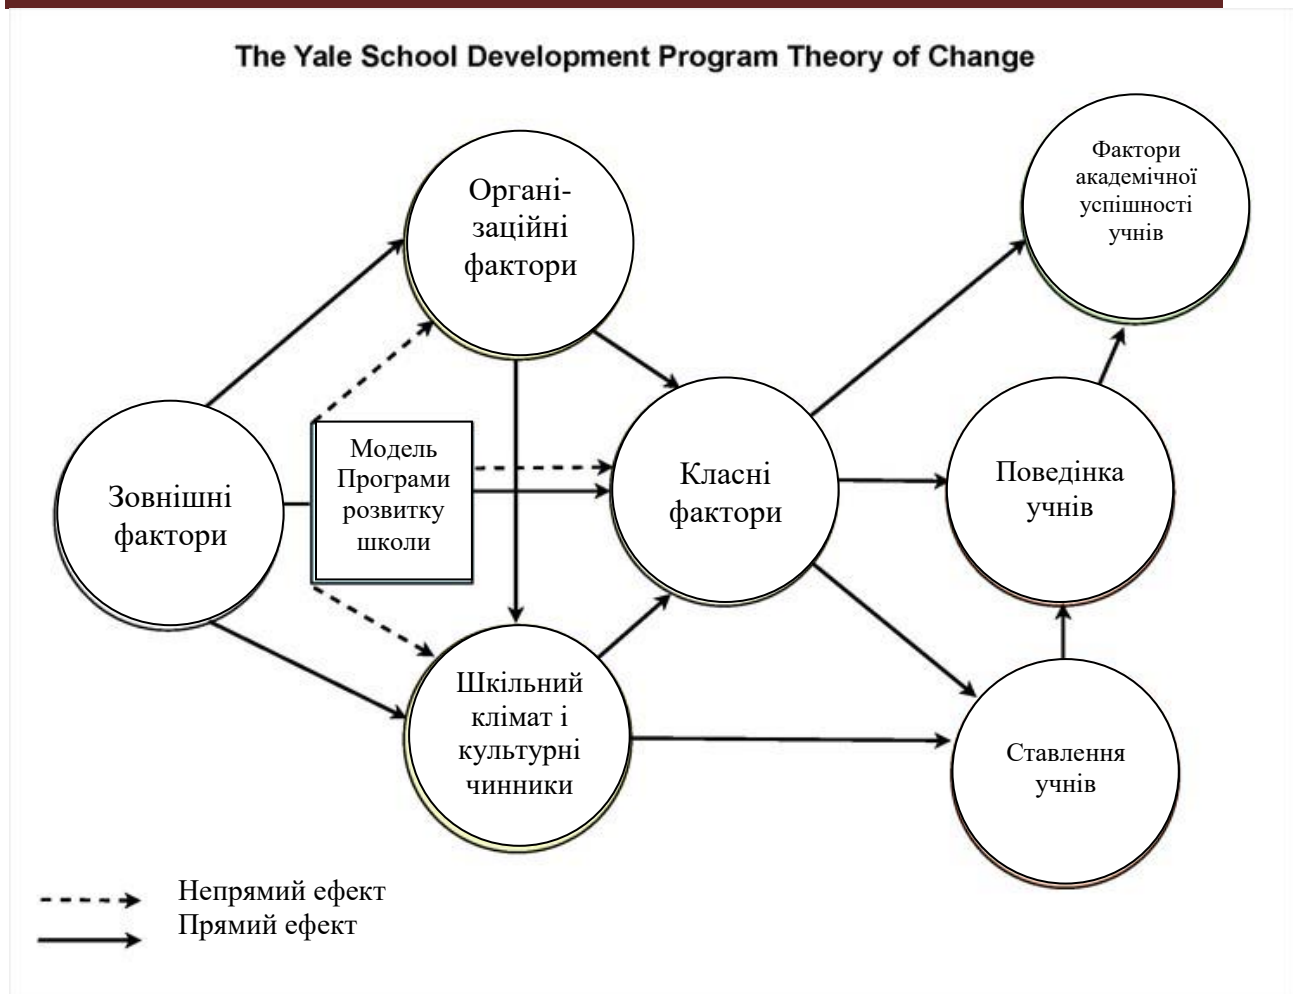 The Yale School Development Program Theory of Change
Фактори
академічної
успішності
учнів
Органі-
заційні
фактори
Модель
Програми
розвитку
школи
Зовнішні
фактори
Класні
фактори
Поведінка
учнів
Шкільний
клімат і
культурні
чинники
Ставлення
учнів
Непрямий ефект
Прямий ефект